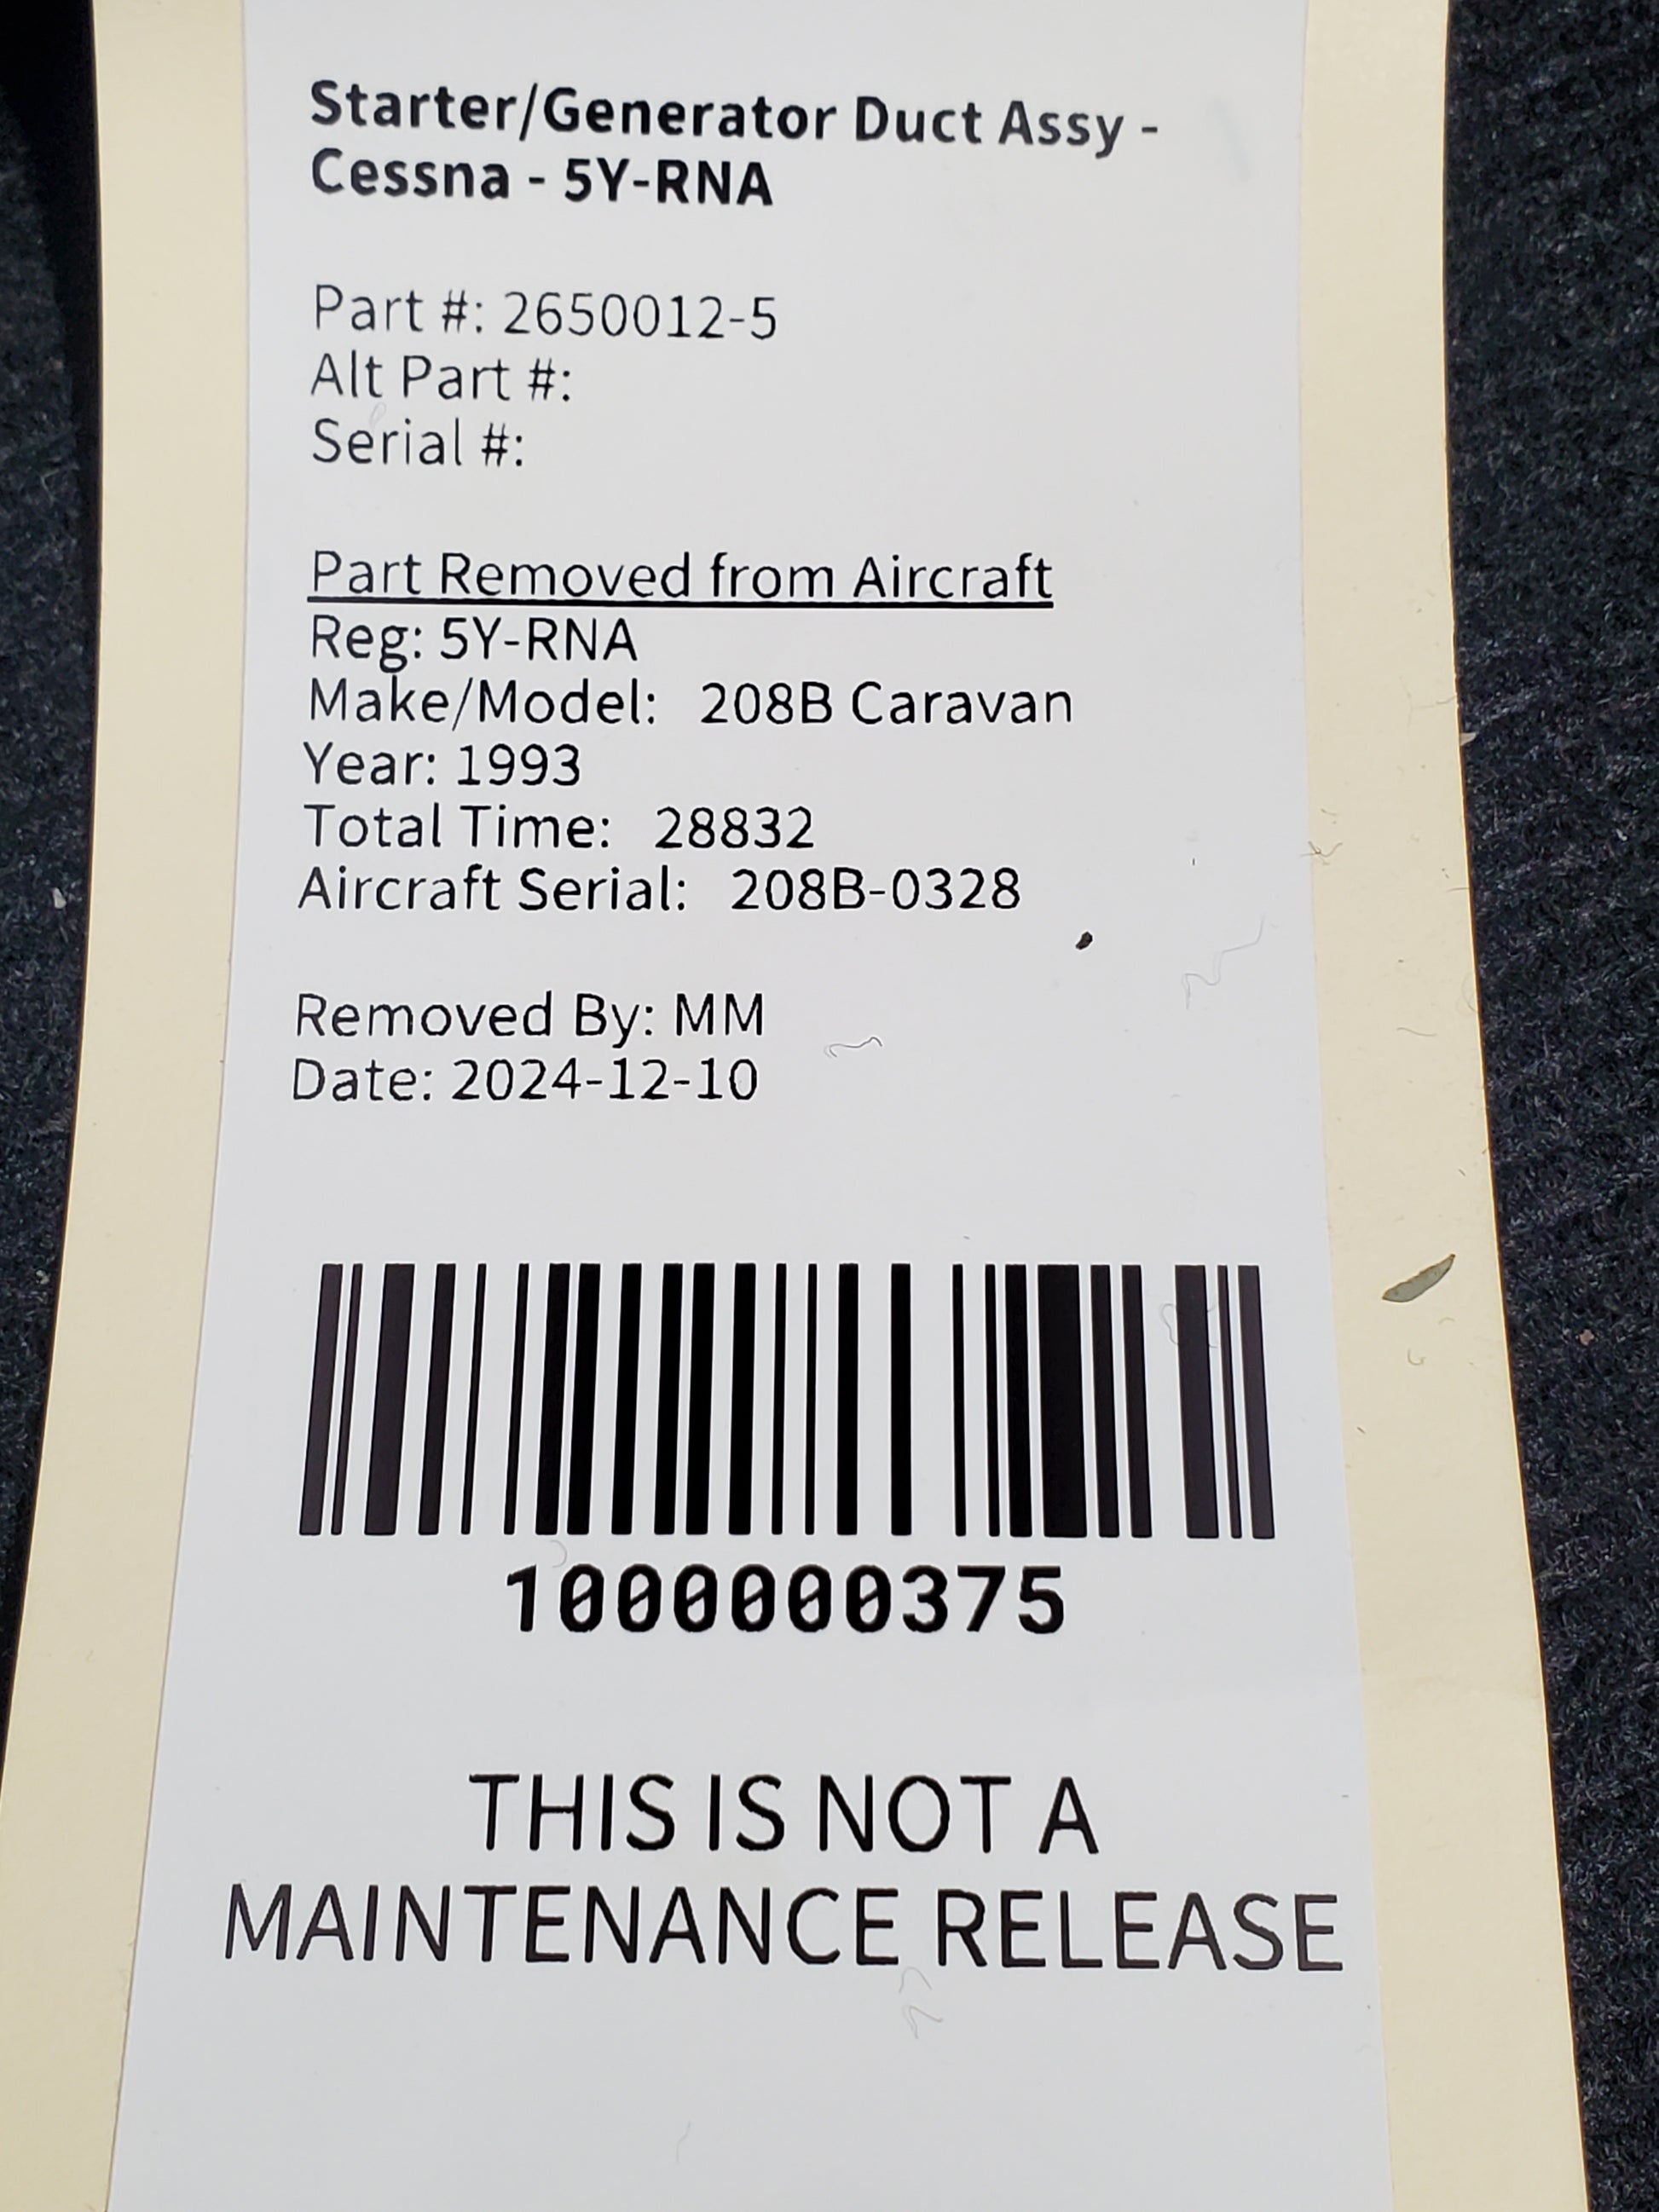 Starter/Generator Duct Assy -
Cessna - 5Y-RNA
Part #: 2650012-5
Alt Part #:
Serial #:
Part Removed from Aircraft
Reg: 5Y-RNA
Make/Model: 208B Caravan
Year: 1993
Total Time: 28832
Aircraft Serial: 208B-0328
Removed By: MM
Date: 2024-12-10
1000000375
THIS IS NOT A
MAINTENANCE RELEASE